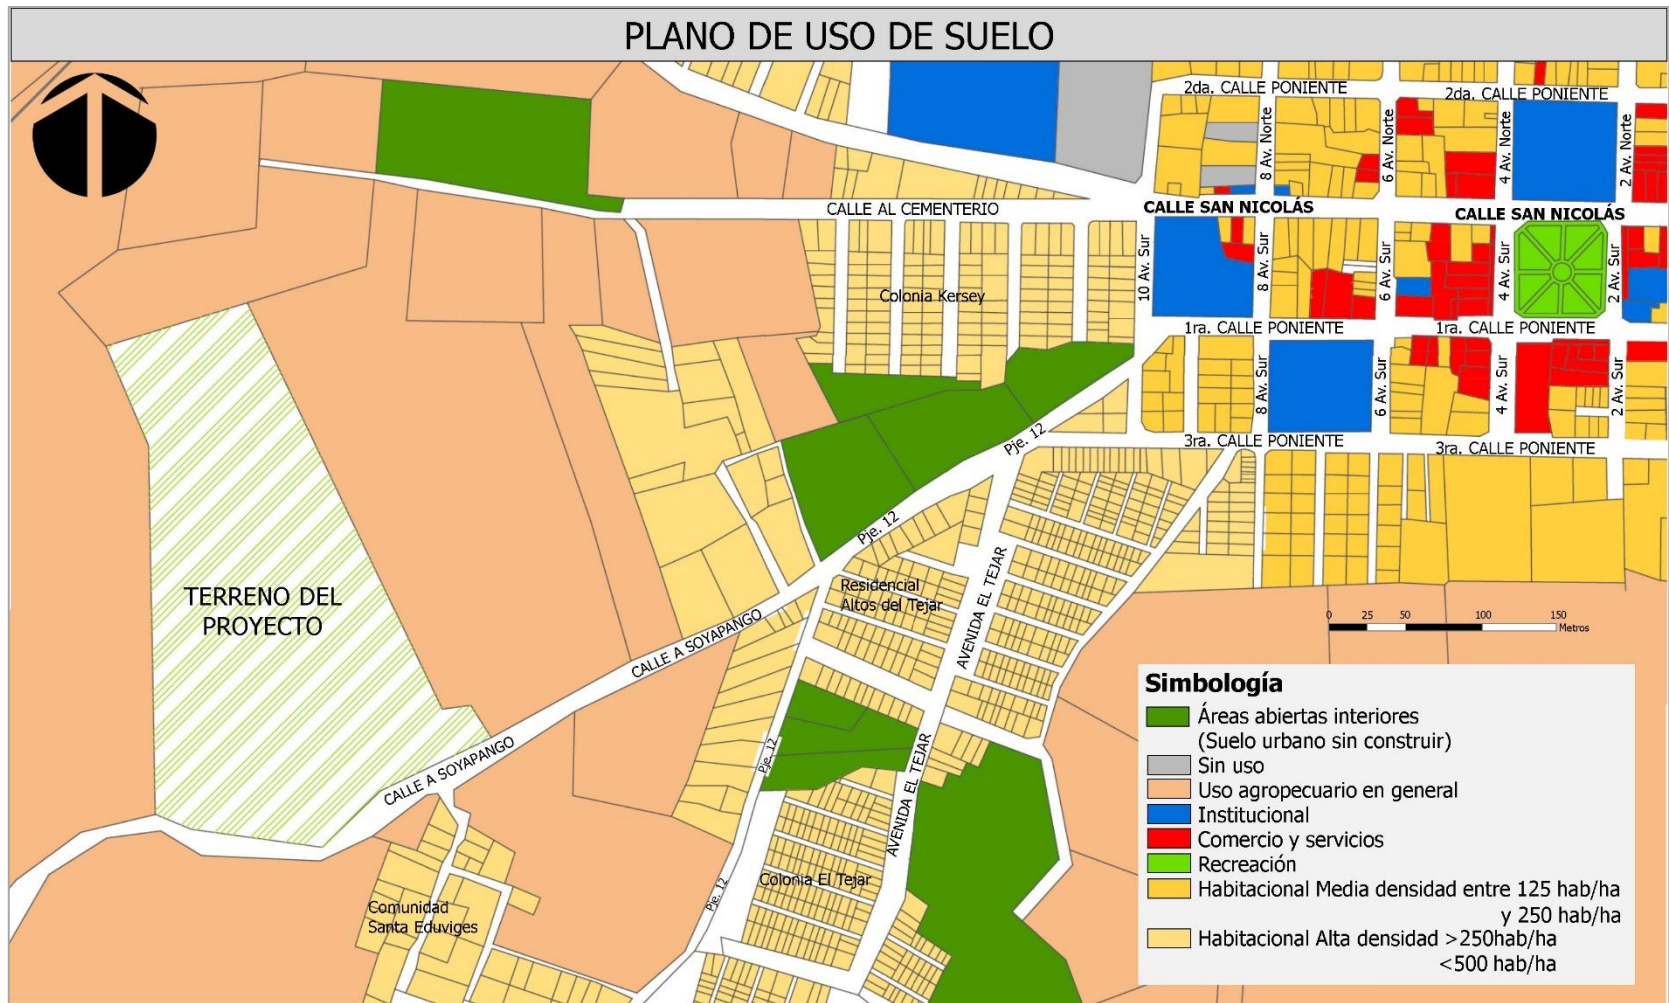 PLANO DE USO DE SUELO
2da. CALLE PONIENTE
2da. CALLE PONIENTE
8 Av. Norte
6 Av. Norte
4 Av. Norte
2 Av. Norte
CALLE AL CEMENTERIO
CALLE SAN NICOLÁS
CALLE SAN NICOLÁS
10 Av. Sur
8 Av. Sur
6 Av. Sur
4 Av. Sur
2 Av. Sur
Colonia Kersey
1ra. CALLE PONIENTE
1ra. CALLE PONIENTE
8 Av. Sur
6 Av. Sur
4 Av. Sur
2 Av. Sur
Pje. 12
3ra. CALLE PONIENTE
3ra. CALLE PONIENTE
Pje. 12
TERRENO DEL
PROYECTO
Residencial
Altos del Tejar
AVENIDA EL TEJAR
CALLE A SOYAPANGO
0 25 50 100 150
Metros
CALLE A SOYAPANGO
Pje. 12
AVENIDA EL TEJAR
Colonia El Tejar
Pje. 12
Comunidad
Santa Eduviges
Simbología
Áreas abiertas interiores
(Suelo urbano sin construir)
Sin uso
Uso agropecuario en general
Institucional
Comercio y servicios
Recreación
Habitacional Media densidad entre 125 hab/ha
y 250 hab/ha
Habitacional Alta densidad >250hab/ha
<500 hab/ha